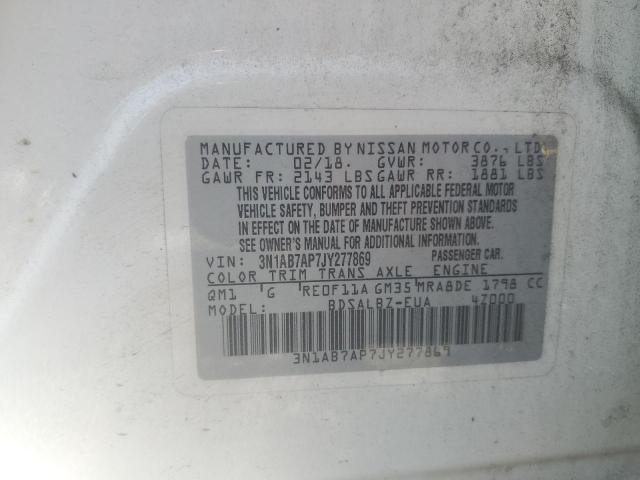 MANUFACTURED BY NISSAN MOTOR CO., LTD.
DATE: 02/18. GVWR: 3876 LBS
GAWR FR: 2143 LBS GAWR RR: 1881 LBS
THIS VEHICLE CONFORMS TO ALL APPLICABLE FEDERAL MOTOR
VEHICLE SAFETY, BUMPER AND THEFT PREVENTION STANDARDS
IN EFFECT ON THE DATE OF MANUFACTURE SHOWN ABOVE.
SEE OWNER'S MANUAL FOR ADDITIONAL INFORMATION.
VIN: 3N1AB7AP7JY277869 PASSENGER CAR.
COLOR TRIM TRANS AXLE ENGINE
QM1 G RE0F11A GM35 MRA8DE 1798 CC
MODEL: BDSALBZ-EUA 4Z000
3N1AB7AP7JY277869